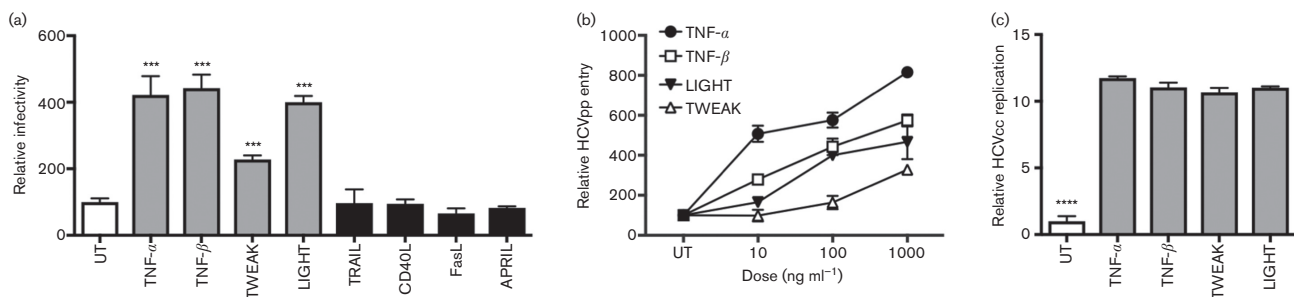 (a)
600
400
200
0
Relative infectivity
***
***
***
***
UT
TNF-α
TNF-β
TWEAK
LIGHT
TRAIL
CD40L
FasL
APRIL
(b)
1000
800
600
400
200
0
Relative HCVpp entry
TNF-α
TNF-β
LIGHT
TWEAK
UT
10
100
1000
Dose (ng ml⁻¹)
(c)
15
10
5
0
Relative HCVcc replication
****
UT
TNF-α
TNF-β
TWEAK
LIGHT